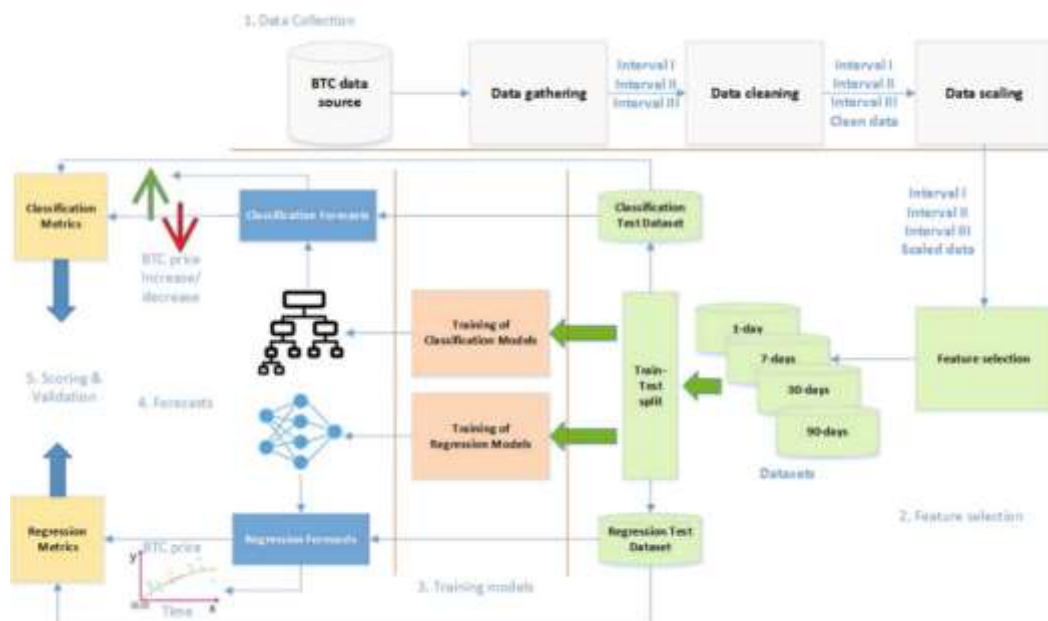 1. Data Collection
BTC data
source
Data gathering
Interval I
Interval II
Interval III
Data cleaning
Interval I
Interval II
Interval III
Clean data
Data scaling
Interval I
Interval II
Interval III
Scaled data
Classification
Metrics
BTC price
Increase/
decrease
Classification Forecasts
Classification
Test Dataset
Training of
Classification Models
Train-
Test
split
1-day
7-days
30-days
90-days
Datasets
Feature selection
5. Scoring &
Validation
4. Forecasts
Training of
Regression Models
2. Feature selection
Regression
Metrics
BTC price
y
x
Time
Regression Forecasts
Regression Test
Dataset
3. Training models